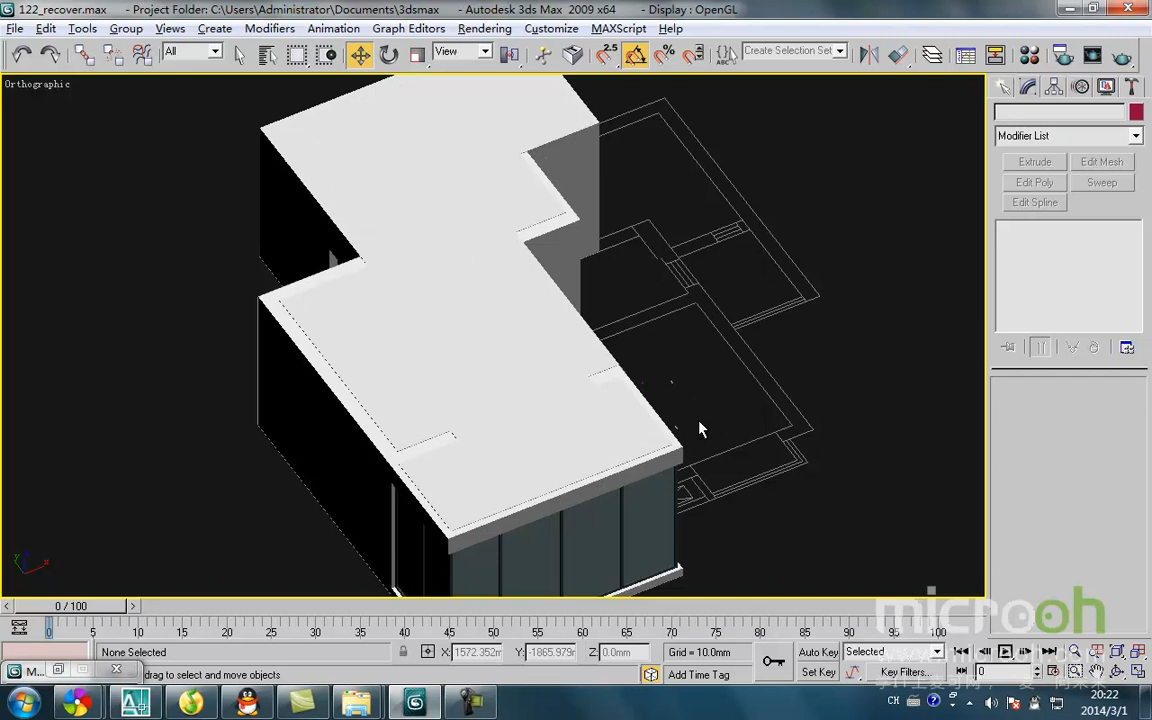 122_recover.max - Project Folder: C:\Users\Administrator\Documents\3dsmax - Autodesk 3ds Max 2009 x64 - Display : OpenGL
File Edit Tools Group Views Create Modifiers Animation Graph Editors Rendering Customize MAXScript Help
All View 2.5 Create Selection Set
Orthographic
Modifier List
Extrude Edit Mesh
Edit Poly Sweep
Edit Spline
microoh
0 / 100
0 5 10 15 20 25 30 35 40 45 50 55 60 65 70 75 80 85 90 95 100
None Selected X: 1572.352m Y: -1865.979m Z: 0.0mm Grid = 10.0mm Auto Key Selected
M... drag to select and move objects Add Time Tag Set Key Key Filters... 0
CH 20:22
2014/3/1